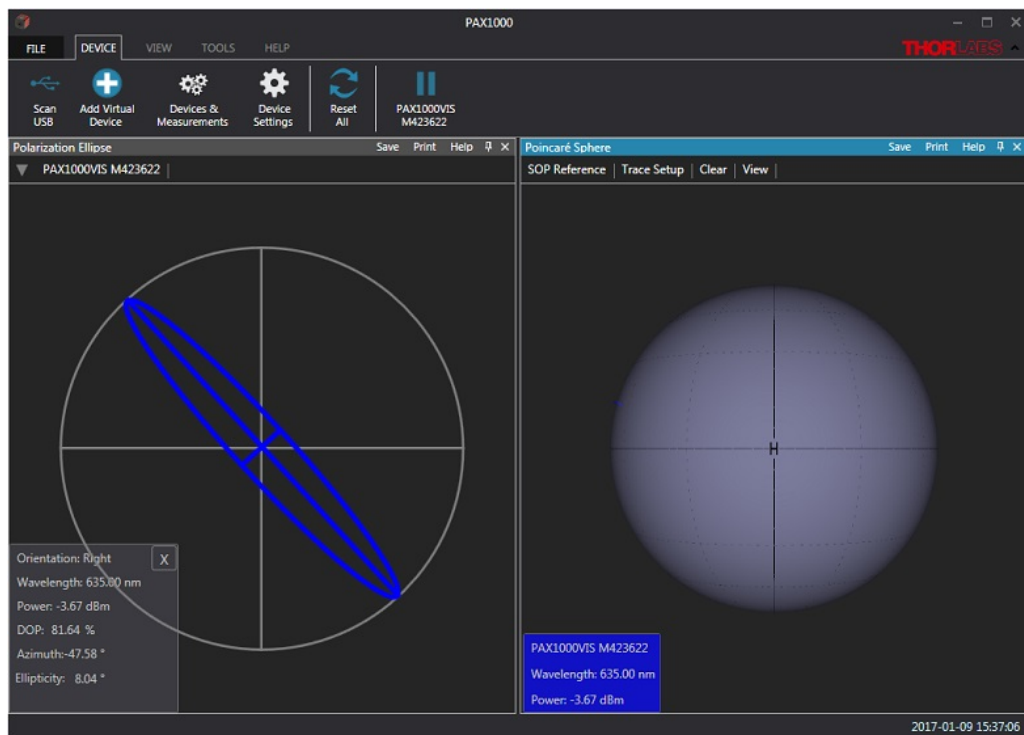 PAX1000
FILE DEVICE VIEW TOOLS HELP
THORLABS
Scan USB
Add Virtual Device
Devices & Measurements
Device Settings
Reset All
PAX1000VIS M423622
Polarization Ellipse Save Print Help
PAX1000VIS M423622
Orientation: Right X
Wavelength: 635.00 nm
Power: -3.67 dBm
DOP: 81.64 %
Azimuth:-47.58 °
Ellipticity: 8.04 °
Poincaré Sphere Save Print Help
SOP Reference Trace Setup Clear View
H
PAX1000VIS M423622
Wavelength: 635.00 nm
Power: -3.67 dBm
2017-01-09 15:37:06